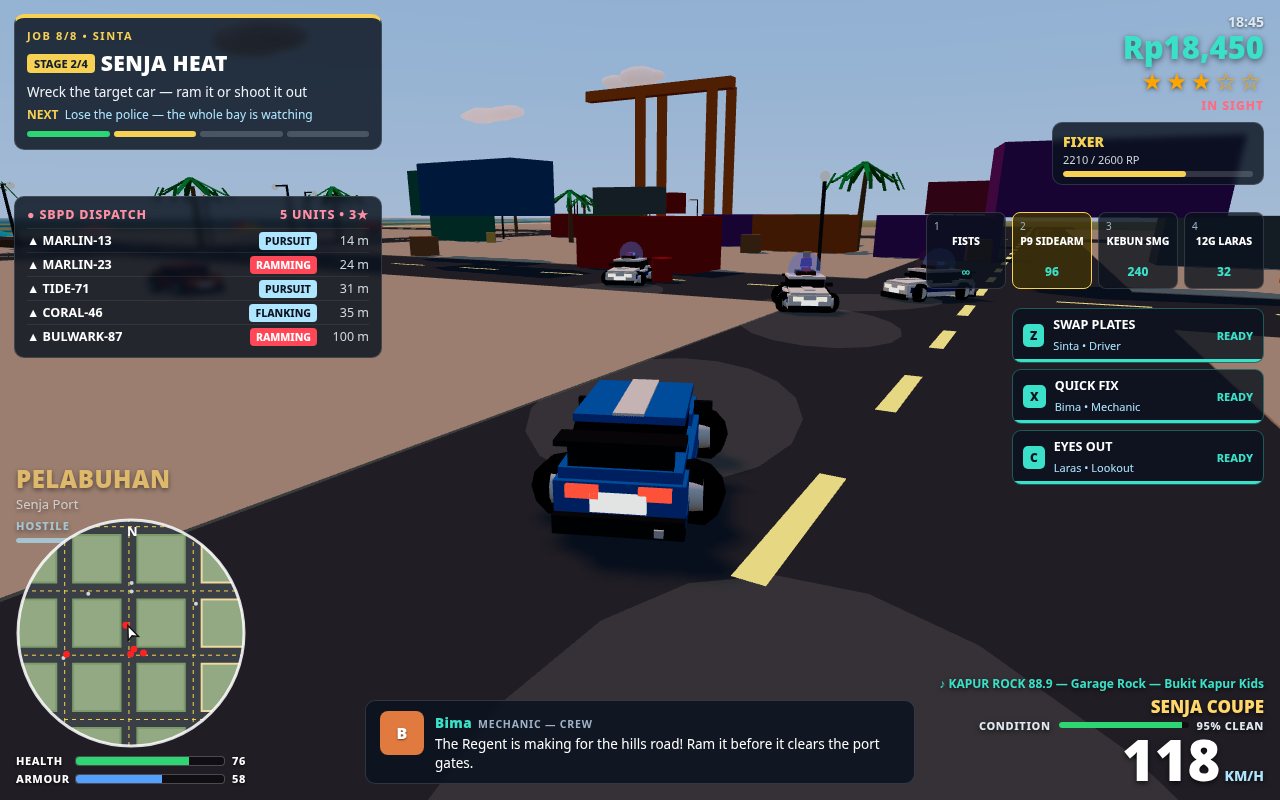 JOB 8/8 • SINTA
STAGE 2/4 SENJA HEAT
Wreck the target car — ram it or shoot it out
NEXT Lose the police — the whole bay is watching
● SBPD DISPATCH 5 UNITS • 3★
▲ MARLIN-13 PURSUIT 14 m
▲ MARLIN-23 RAMMING 24 m
▲ TIDE-71 PURSUIT 31 m
▲ CORAL-46 FLANKING 35 m
▲ BULWARK-87 RAMMING 100 m
18:45
Rp18,450
★★★☆☆
IN SIGHT
FIXER
2210 / 2600 RP
1 FISTS ∞
2 P9 SIDEARM 96
3 KEBUN SMG 240
4 12G LARAS 32
Z SWAP PLATES READY
Sinta • Driver
X QUICK FIX READY
Bima • Mechanic
C EYES OUT READY
Laras • Lookout
PELABUHAN
Senja Port
HOSTILE
N
HEALTH 76
ARMOUR 58
B
Bima MECHANIC — CREW
The Regent is making for the hills road! Ram it before it clears the port
gates.
♪ KAPUR ROCK 88.9 — Garage Rock — Bukit Kapur Kids
SENJA COUPE
CONDITION 95% CLEAN
118 KM/H